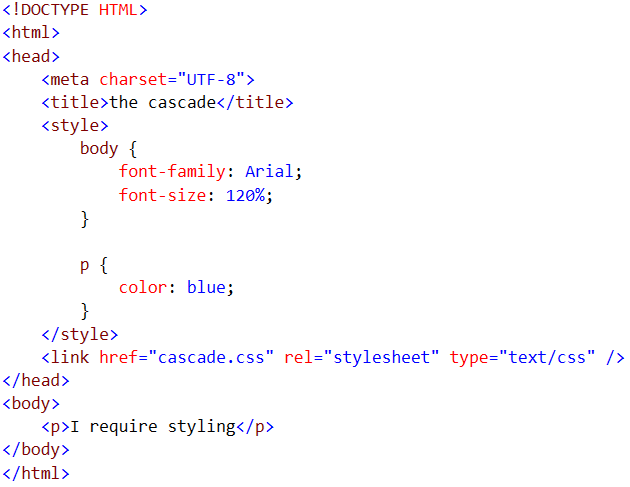 <!DOCTYPE HTML>
<html>
<head>
    <meta charset="UTF-8">
    <title>the cascade</title>
    <style>
        body {
            font-family: Arial;
            font-size: 120%;
        }

        p {
            color: blue;
        }
    </style>
    <link href="cascade.css" rel="stylesheet" type="text/css" />
</head>
<body>
    <p>I require styling</p>
</body>
</html>